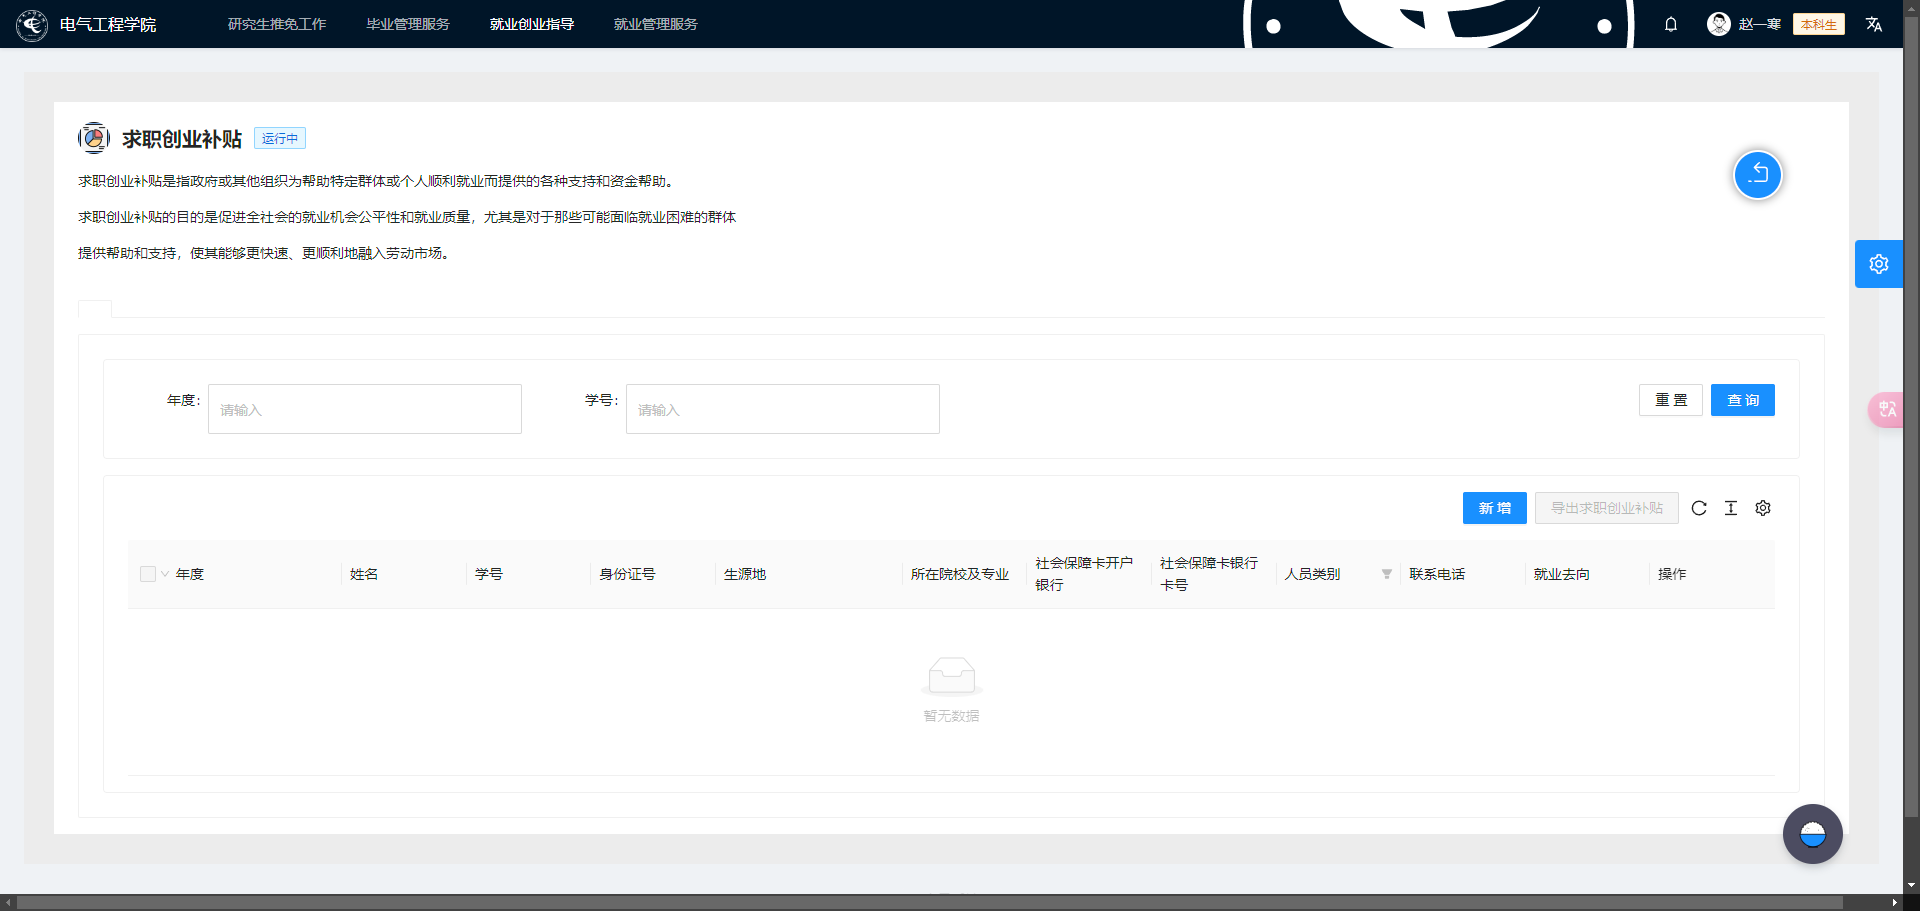 电气工程学院
研究生推免工作
毕业管理服务
就业创业指导
就业管理服务
赵一寒
本科生
求职创业补贴
运行中
求职创业补贴是指政府或其他组织为帮助特定群体或个人顺利就业而提供的各种支持和资金帮助。
求职创业补贴的目的是促进全社会的就业机会公平性和就业质量，尤其是对于那些可能面临就业困难的群体
提供帮助和支持，使其能够更快速、更顺利地融入劳动市场。
年度：
请输入
学号：
请输入
重 置
查 询
新 增
导出求职创业补贴
年度
姓名
学号
身份证号
生源地
所在院校及专业
社会保障卡开户
银行
社会保障卡银行
卡号
人员类别
联系电话
就业去向
操作
暂无数据